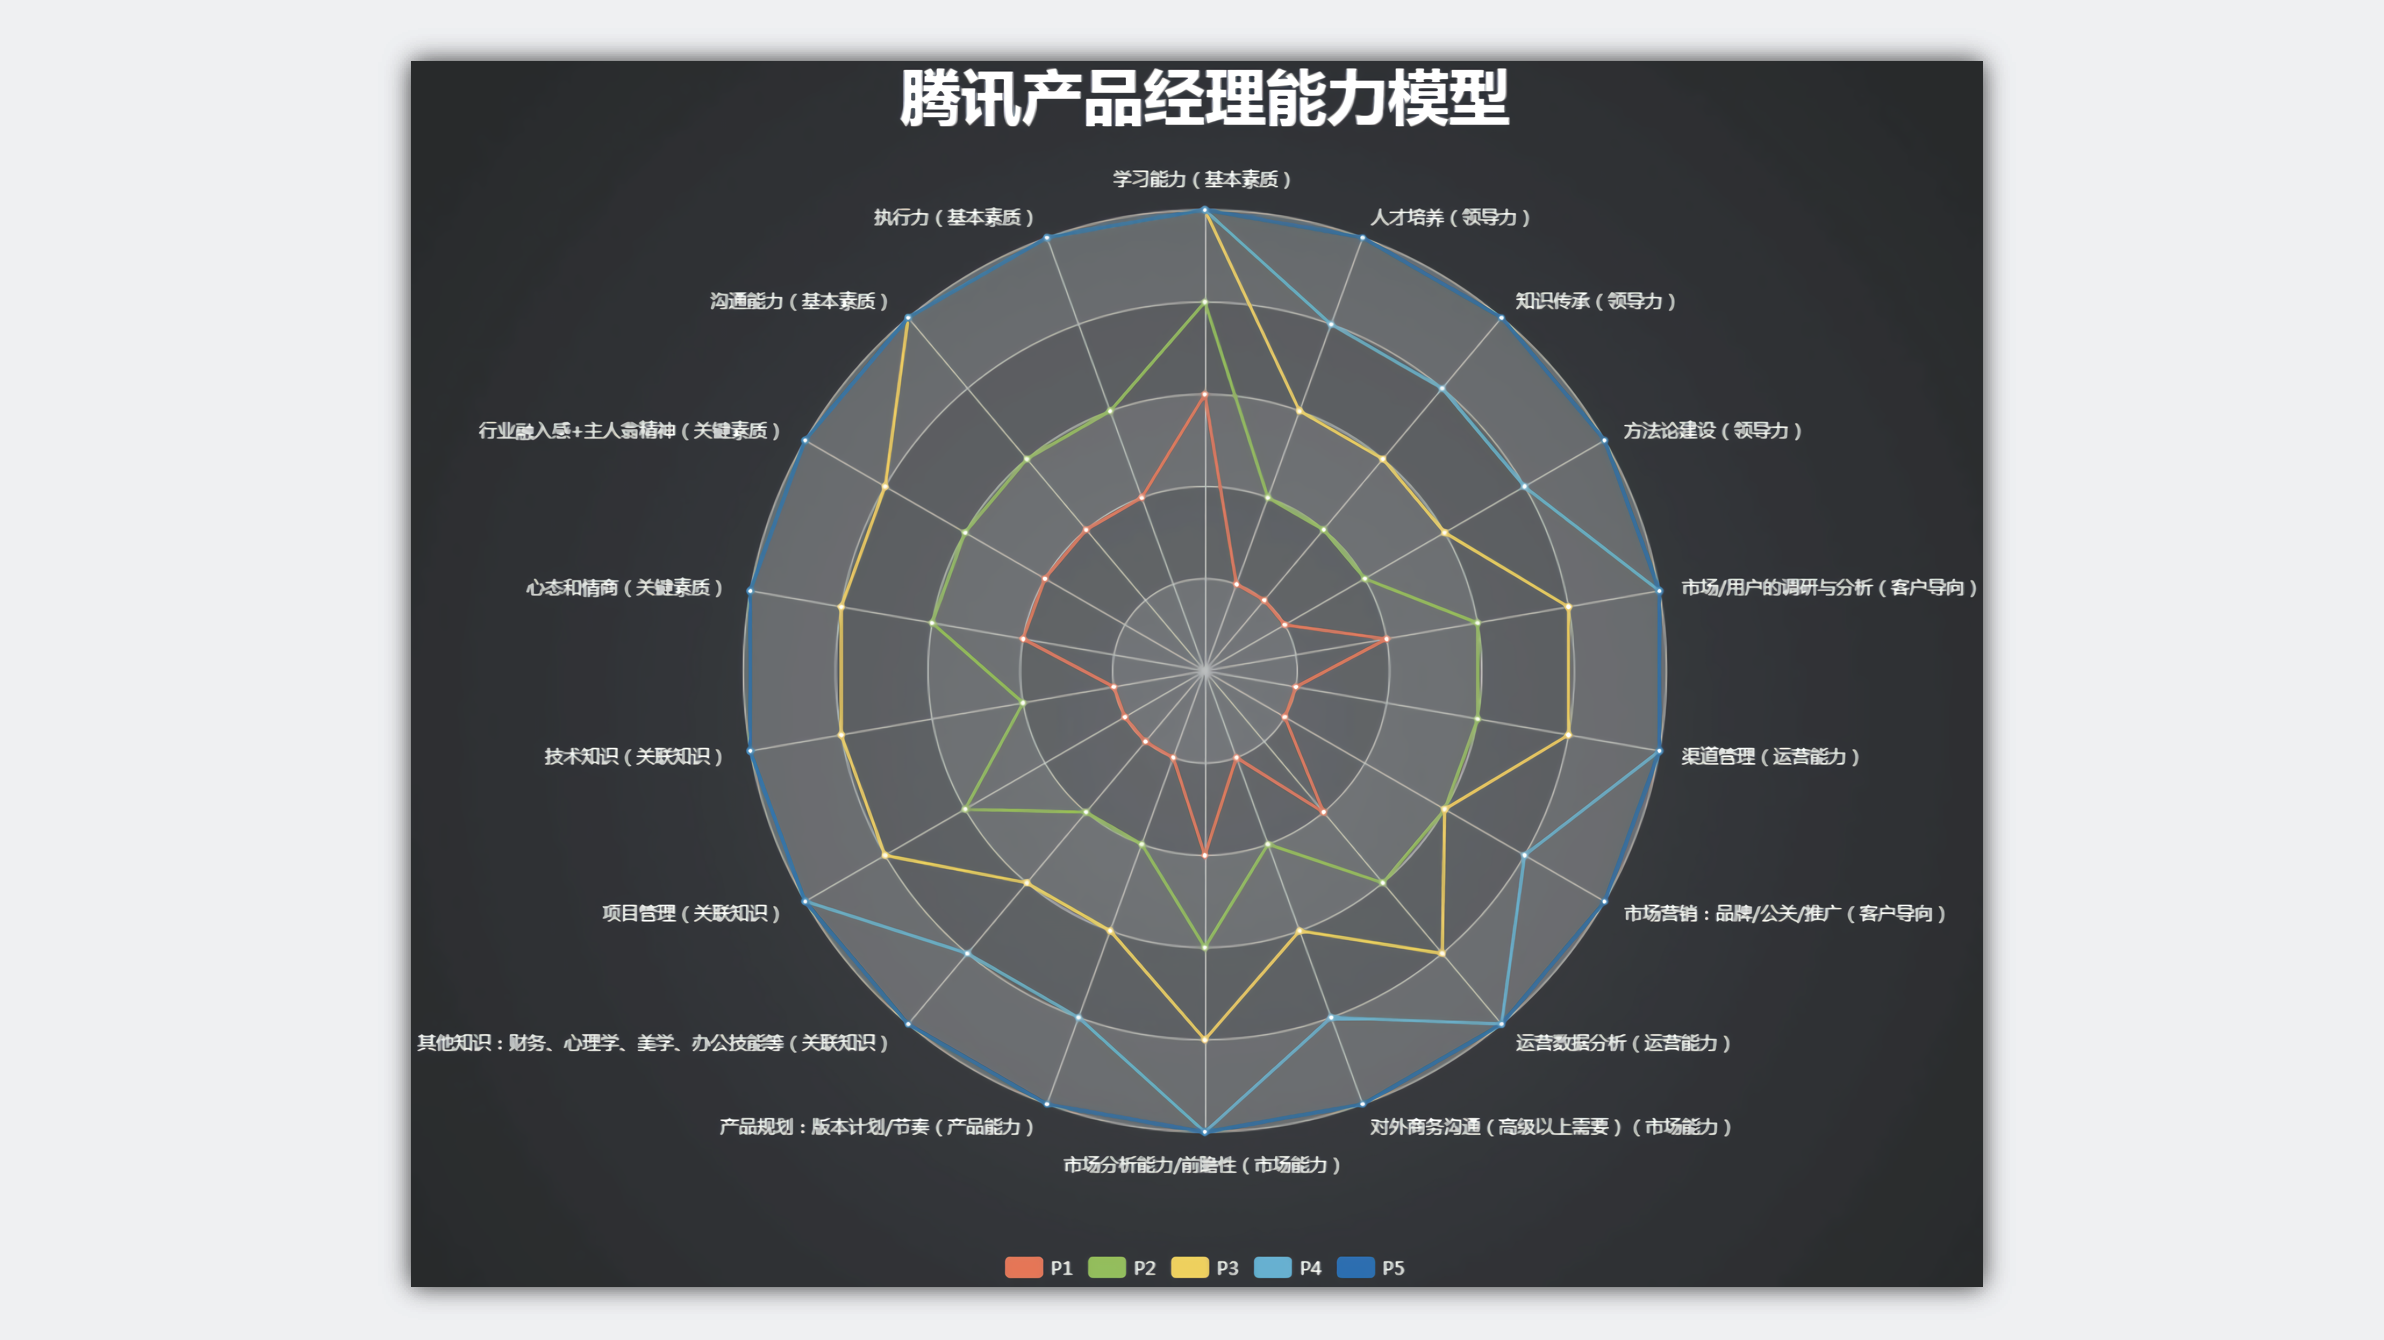 腾讯产品经理能力模型
学习能力（基本素质）
执行力（基本素质）
人才培养（领导力）
沟通能力（基本素质）
知识传承（领导力）
行业融入感+主人翁精神（关键素质）
方法论建设（领导力）
心态和情商（关键素质）
市场/用户的调研与分析（客户导向）
技术知识（关联知识）
渠道管理（运营能力）
项目管理（关联知识）
市场营销：品牌/公关/推广（客户导向）
其他知识：财务、心理学、美学、办公技能等（关联知识）
运营数据分析（运营能力）
产品规划：版本计划/节奏（产品能力）
对外商务沟通（高级以上需要）（市场能力）
市场分析能力/前瞻性（市场能力）
P1 P2 P3 P4 P5